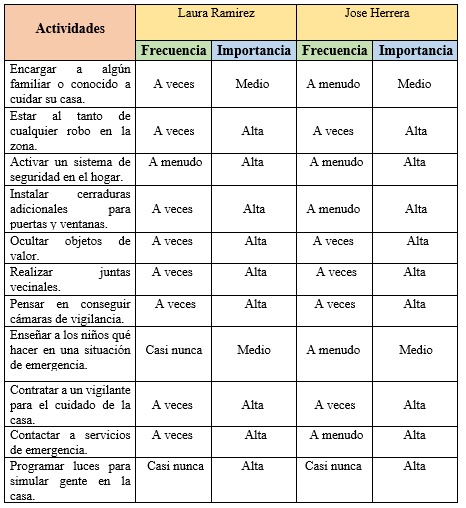 Actividades
Laura Ramírez
Jose Herrera
Frecuencia
Importancia
Frecuencia
Importancia
Encargar a algún
familiar o conocido a
cuidar su casa.
A veces
Medio
A menudo
Medio
Estar al tanto de
cualquier robo en la
zona.
A veces
Alta
A veces
Alta
Activar un sistema de
seguridad en el hogar.
A menudo
Alta
A menudo
Alta
Instalar cerraduras
adicionales para
puertas y ventanas.
A veces
Alta
A menudo
Alta
Ocultar objetos de
valor.
A veces
Alta
A veces
Alta
Realizar juntas
vecinales.
A veces
Alta
A veces
Alta
Pensar en conseguir
cámaras de vigilancia.
A veces
Alta
A veces
Alta
Enseñar a los niños qué
hacer en una situación
de emergencia.
Casi nunca
Medio
A menudo
Medio
Contratar a un vigilante
para el cuidado de la
casa.
A veces
Alta
A veces
Alta
Contactar a servicios
de emergencia.
A veces
Alta
A menudo
Alta
Programar luces para
simular gente en la
casa.
Casi nunca
Alta
Casi nunca
Alta